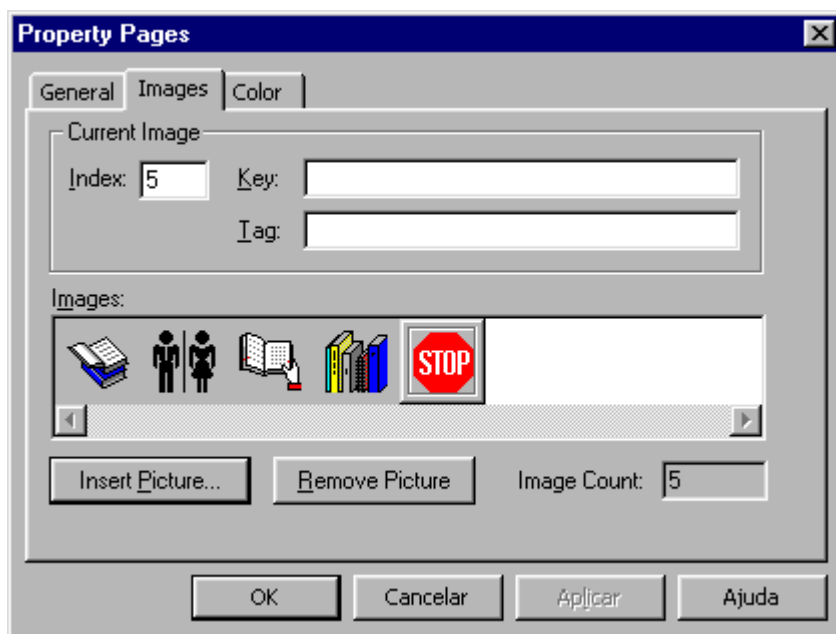 Property Pages
General Images Color
Current Image
Index: 5 Key:
Tag:
Images:
STOP
Insert Picture... Remove Picture Image Count: 5
OK Cancelar Aplicar Ajuda